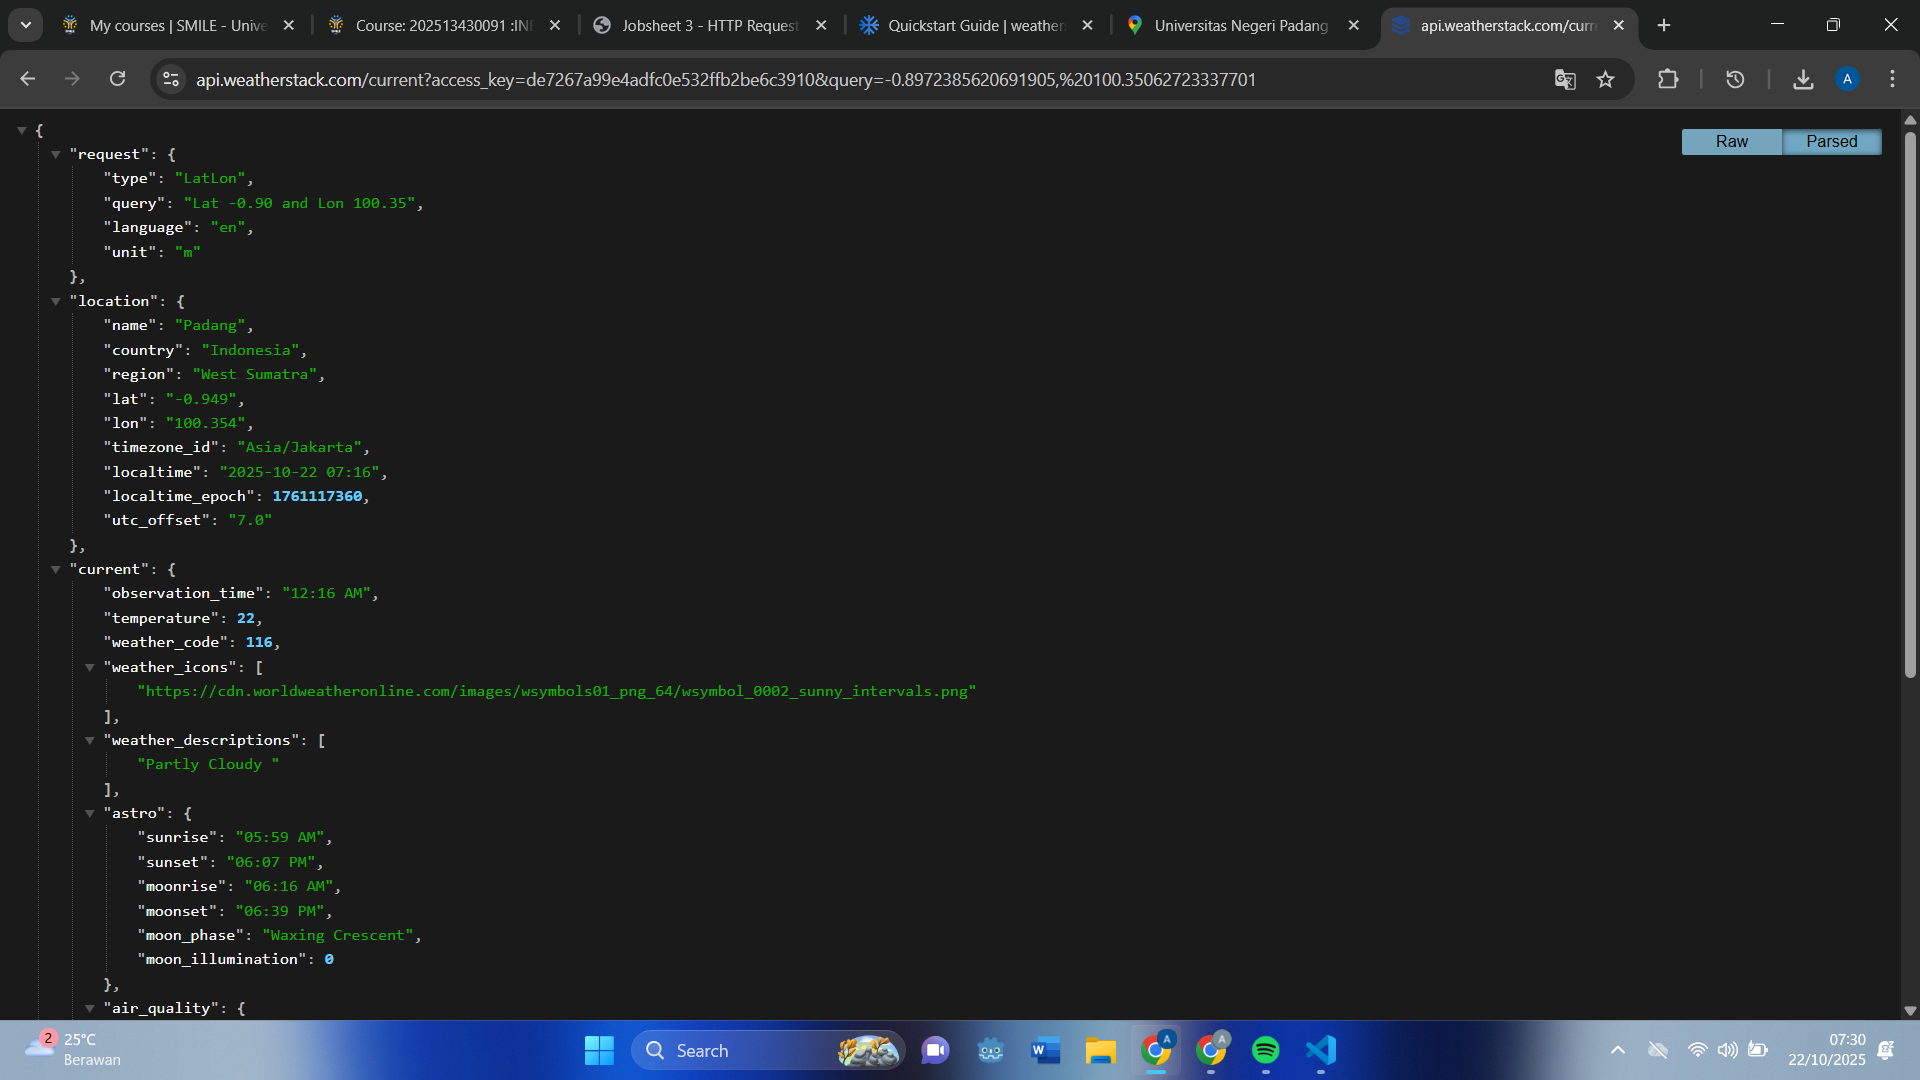 My courses | SMILE - Unive
Course: 202513430091 :INF
Jobsheet 3 - HTTP Request
Quickstart Guide | weather
Universitas Negeri Padang
api.weatherstack.com/curr
api.weatherstack.com/current?access_key=de7267a99e4adfc0e532ffb2be6c3910&query=-0.8972385620691905,%20100.35062723337701
A
Raw
Parsed
{
"request": {
"type": "LatLon",
"query": "Lat -0.90 and Lon 100.35",
"language": "en",
"unit": "m"
},
"location": {
"name": "Padang",
"country": "Indonesia",
"region": "West Sumatra",
"lat": "-0.949",
"lon": "100.354",
"timezone_id": "Asia/Jakarta",
"localtime": "2025-10-22 07:16",
"localtime_epoch": 1761117360,
"utc_offset": "7.0"
},
"current": {
"observation_time": "12:16 AM",
"temperature": 22,
"weather_code": 116,
"weather_icons": [
"https://cdn.worldweatheronline.com/images/wsymbols01_png_64/wsymbol_0002_sunny_intervals.png"
],
"weather_descriptions": [
"Partly Cloudy "
],
"astro": {
"sunrise": "05:59 AM",
"sunset": "06:07 PM",
"moonrise": "06:16 AM",
"moonset": "06:39 PM",
"moon_phase": "Waxing Crescent",
"moon_illumination": 0
},
"air_quality": {
2
25°C
Berawan
Search
W
A
A
07:30
22/10/2025